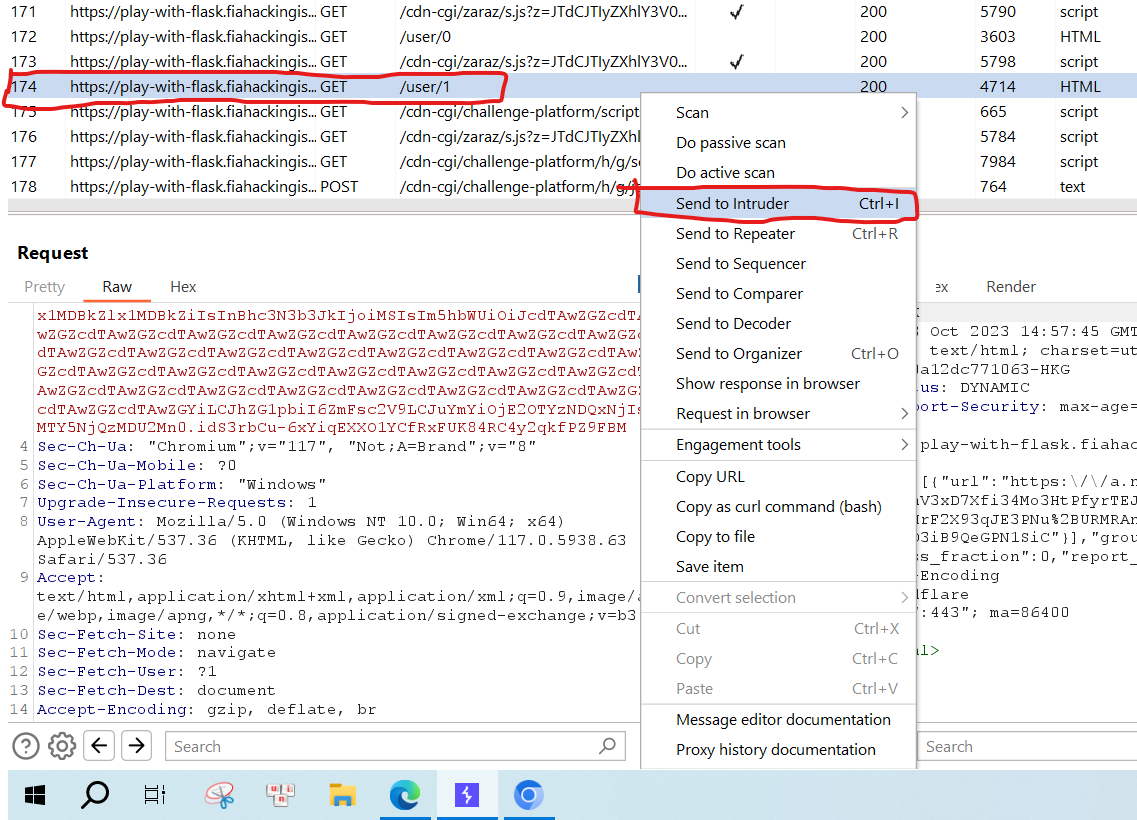 171 https://play-with-flask.fiahackingis... GET /cdn-cgi/zaraz/s.js?z=JTdCJTIyZXhlY3V0... 200 5790 script
172 https://play-with-flask.fiahackingis... GET /user/0 200 3603 HTML
173 https://play-with-flask.fiahackingis... GET /cdn-cgi/zaraz/s.js?z=JTdCJTIyZXhlY3V0... 200 5798 script
174 https://play-with-flask.fiahackingis... GET /user/1 200 4714 HTML
175 https://play-with-flask.fiahackingis... GET /cdn-cgi/challenge-platform/script 665 script
176 https://play-with-flask.fiahackingis... GET /cdn-cgi/zaraz/s.js?z=JTdCJTIyZXhl 5784 script
177 https://play-with-flask.fiahackingis... GET /cdn-cgi/challenge-platform/h/g/s 7984 script
178 https://play-with-flask.fiahackingis... POST /cdn-cgi/challenge-platform/h/g/j 764 text
Scan
Do passive scan
Do active scan
Send to Intruder Ctrl+I
Send to Repeater Ctrl+R
Send to Sequencer
Send to Comparer
Send to Decoder
Send to Organizer Ctrl+O
Show response in browser
Request in browser
Engagement tools
Copy URL
Copy as curl command (bash)
Copy to file
Save item
Convert selection
Cut Ctrl+X
Copy Ctrl+C
Paste Ctrl+V
Message editor documentation
Proxy history documentation
Request
Pretty Raw Hex
x1MDBkZlx1MDBkZiIsInBhc3N3b3JkIjoiMSIsIm5hbWUiOiJcdTAwZGZcdTA
wZGZcdTAwZGZcdTAwZGZcdTAwZGZcdTAwZGZcdTAwZGZcdTAwZGZcdTAwZGZc
dTAwZGZcdTAwZGZcdTAwZGZcdTAwZGZcdTAwZGZcdTAwZGZcdTAwZGZcdTAwZ
GZcdTAwZGZcdTAwZGZcdTAwZGZcdTAwZGZcdTAwZGZcdTAwZGZcdTAwZGZcdT
AwZGZcdTAwZGZcdTAwZGZcdTAwZGZcdTAwZGZcdTAwZGZcdTAwZGZcdTAwZGZ
cdTAwZGZcdTAwZGYiLCJhZG1pbiI6ZmFsc2V9LCJuYmYiOjE2OTYzNDQxNjIs
MTY5NjQzMDU2Mn0.idS3rbCu-6xYiqEXXO1YCfRxFUK84RC4y2qkfPZ9FBM
4 Sec-Ch-Ua: "Chromium";v="117", "Not;A=Brand";v="8"
5 Sec-Ch-Ua-Mobile: ?0
6 Sec-Ch-Ua-Platform: "Windows"
7 Upgrade-Insecure-Requests: 1
8 User-Agent: Mozilla/5.0 (Windows NT 10.0; Win64; x64)
AppleWebKit/537.36 (KHTML, like Gecko) Chrome/117.0.5938.63
Safari/537.36
9 Accept:
text/html,application/xhtml+xml,application/xml;q=0.9,image/a
e/webp,image/apng,*/*;q=0.8,application/signed-exchange;v=b3
10 Sec-Fetch-Site: none
11 Sec-Fetch-Mode: navigate
12 Sec-Fetch-User: ?1
13 Sec-Fetch-Dest: document
14 Accept-Encoding: gzip, deflate, br
ex Render
Oct 2023 14:57:45 GMT
text/html; charset=ut
a12dc771063-HKG
us: DYNAMIC
port-Security: max-age=
play-with-flask.fiahac
[{"url":"https:\/\/a.n
V3xD7Xfi34Mo3HtPfyrTEJ
rF2X93qJE3PNu%2BURMRAn
3iB9QeGPN1SiC"}],"grou
ss_fraction":0,"report_
Encoding
dflare
":443"; ma=86400
l>
Search
Search